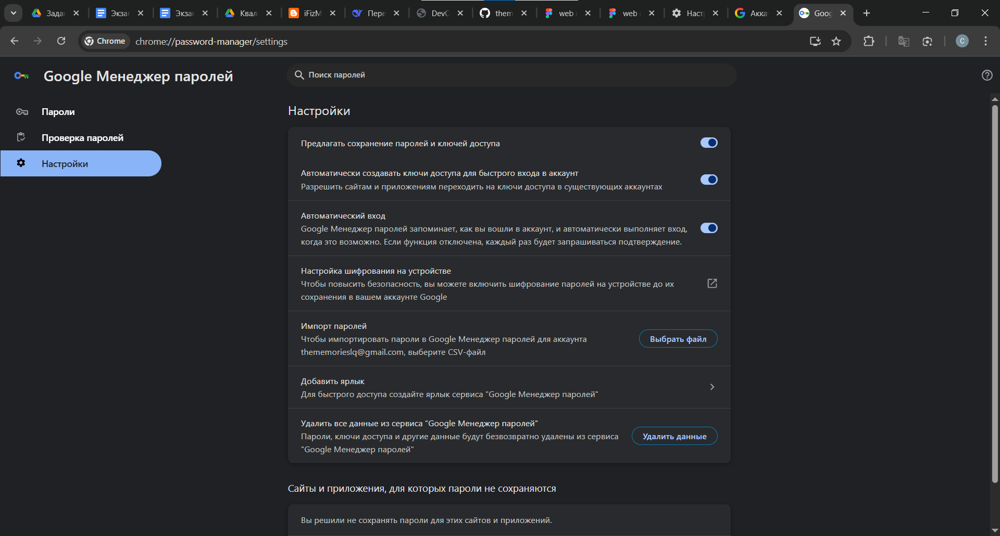 Зада
Экза
Экза
Квал
iFizM
Пере
DevC
them
web
web
Наст
Акка
Goog
Chrome
chrome://password-manager/settings
C
Google Менеджер паролей
Поиск паролей
Пароли
Проверка паролей
Настройки
Настройки
Предлагать сохранение паролей и ключей доступа
Автоматически создавать ключи доступа для быстрого входа в аккаунт
Разрешить сайтам и приложениям переходить на ключи доступа в существующих аккаунтах
Автоматический вход
Google Менеджер паролей запоминает, как вы вошли в аккаунт, и автоматически выполняет вход,
когда это возможно. Если функция отключена, каждый раз будет запрашиваться подтверждение.
Настройка шифрования на устройстве
Чтобы повысить безопасность, вы можете включить шифрование паролей на устройстве до их
сохранения в вашем аккаунте Google
Импорт паролей
Чтобы импортировать пароли в Google Менеджер паролей для аккаунта
thememorieslq@gmail.com, выберите CSV-файл
Выбрать файл
Добавить ярлык
Для быстрого доступа создайте ярлык сервиса "Google Менеджер паролей"
Удалить все данные из сервиса "Google Менеджер паролей"
Пароли, ключи доступа и другие данные будут безвозвратно удалены из сервиса
"Google Менеджер паролей"
Удалить данные
Сайты и приложения, для которых пароли не сохраняются
Вы решили не сохранять пароли для этих сайтов и приложений.